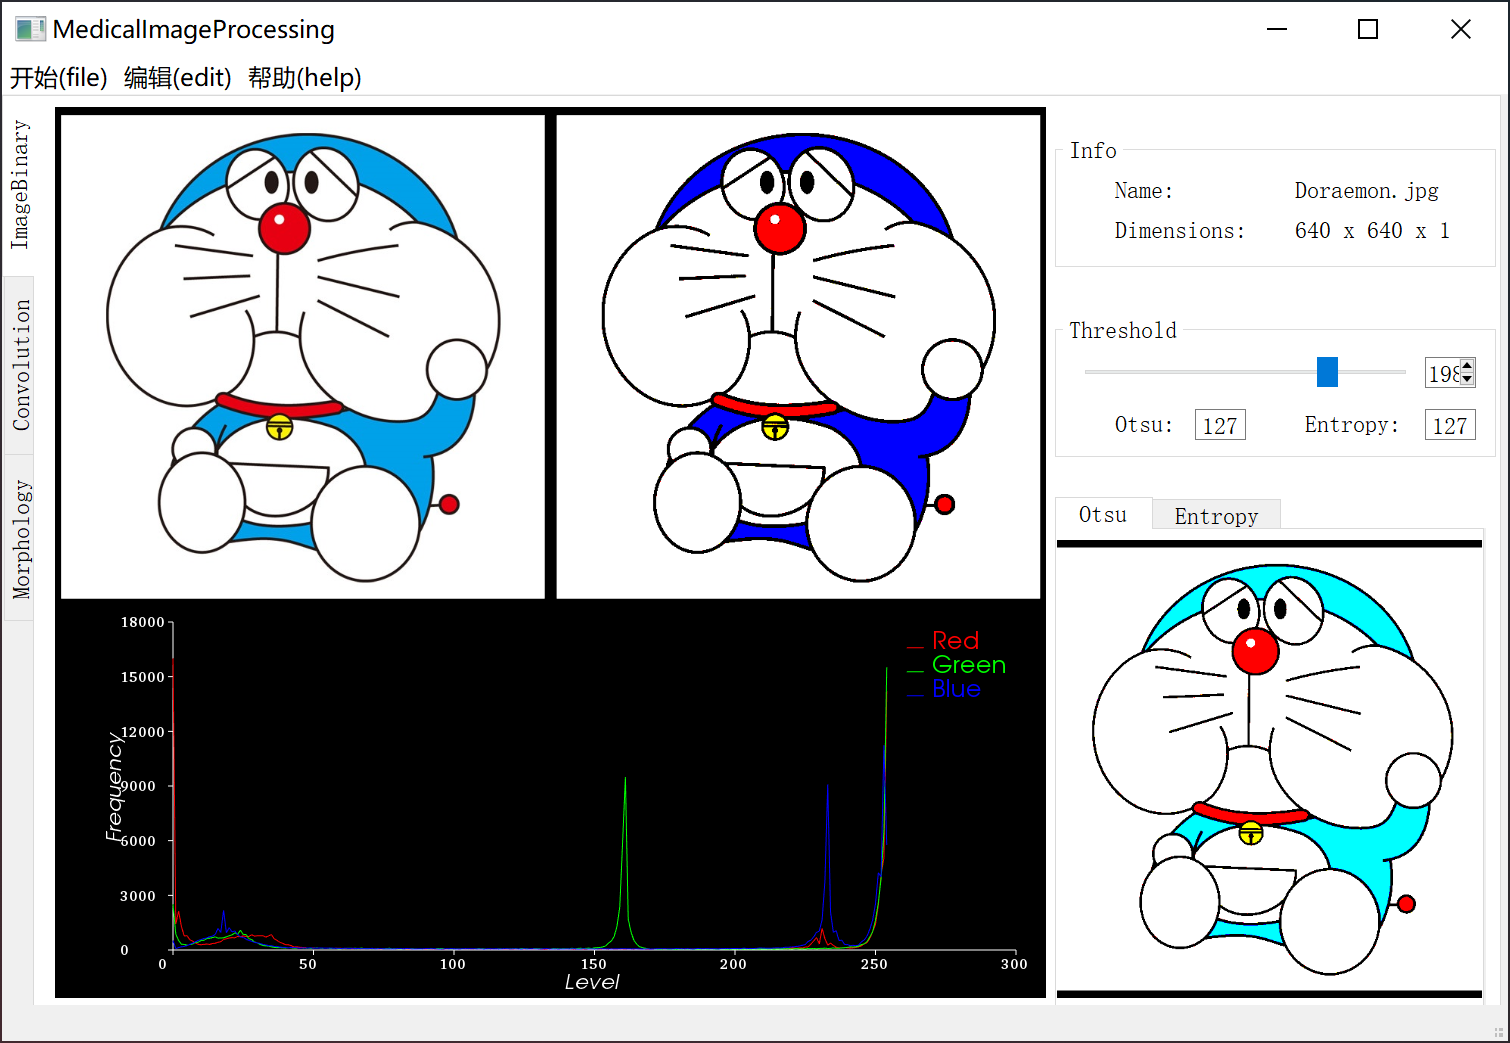 MedicalImageProcessing
开始(file) 编辑(edit) 帮助(help)
ImageBinary
Convolution
Morphology
18000
15000
12000
9000
6000
3000
0
Frequency
0 50 100 150 200 250 300
Level
Red
Green
Blue
Info
Name: Doraemon.jpg
Dimensions: 640 x 640 x 1
Threshold
198
Otsu: 127 Entropy: 127
Otsu Entropy